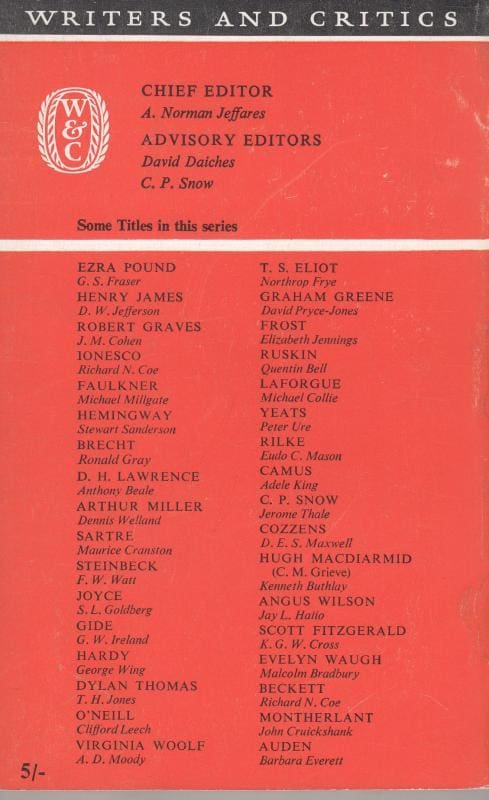 WRITERS AND CRITICS
W
&
C
CHIEF EDITOR
A. Norman Jeffares
ADVISORY EDITORS
David Daiches
C. P. Snow
Some Titles in this series
EZRA POUND
G. S. Fraser
HENRY JAMES
D. W. Jefferson
ROBERT GRAVES
J. M. Cohen
IONESCO
Richard N. Coe
FAULKNER
Michael Millgate
HEMINGWAY
Stewart Sanderson
BRECHT
Ronald Gray
D. H. LAWRENCE
Anthony Beale
ARTHUR MILLER
Dennis Welland
SARTRE
Maurice Cranston
STEINBECK
F. W. Watt
JOYCE
S. L. Goldberg
GIDE
G. W. Ireland
HARDY
George Wing
DYLAN THOMAS
T. H. Jones
O'NEILL
Clifford Leech
VIRGINIA WOOLF
A. D. Moody
T. S. ELIOT
Northrop Frye
GRAHAM GREENE
David Pryce-Jones
FROST
Elizabeth Jennings
RUSKIN
Quentin Bell
LAFORGUE
Michael Collie
YEATS
Peter Ure
RILKE
Eudo C. Mason
CAMUS
Adele King
C. P. SNOW
Jerome Thale
COZZENS
D. E. S. Maxwell
HUGH MACDIARMID
(C. M. Grieve)
Kenneth Buthlay
ANGUS WILSON
Jay L. Halio
SCOTT FITZGERALD
K. G. W. Cross
EVELYN WAUGH
Malcolm Bradbury
BECKETT
Richard N. Coe
MONTHERLANT
John Cruickshank
AUDEN
Barbara Everett
5/-